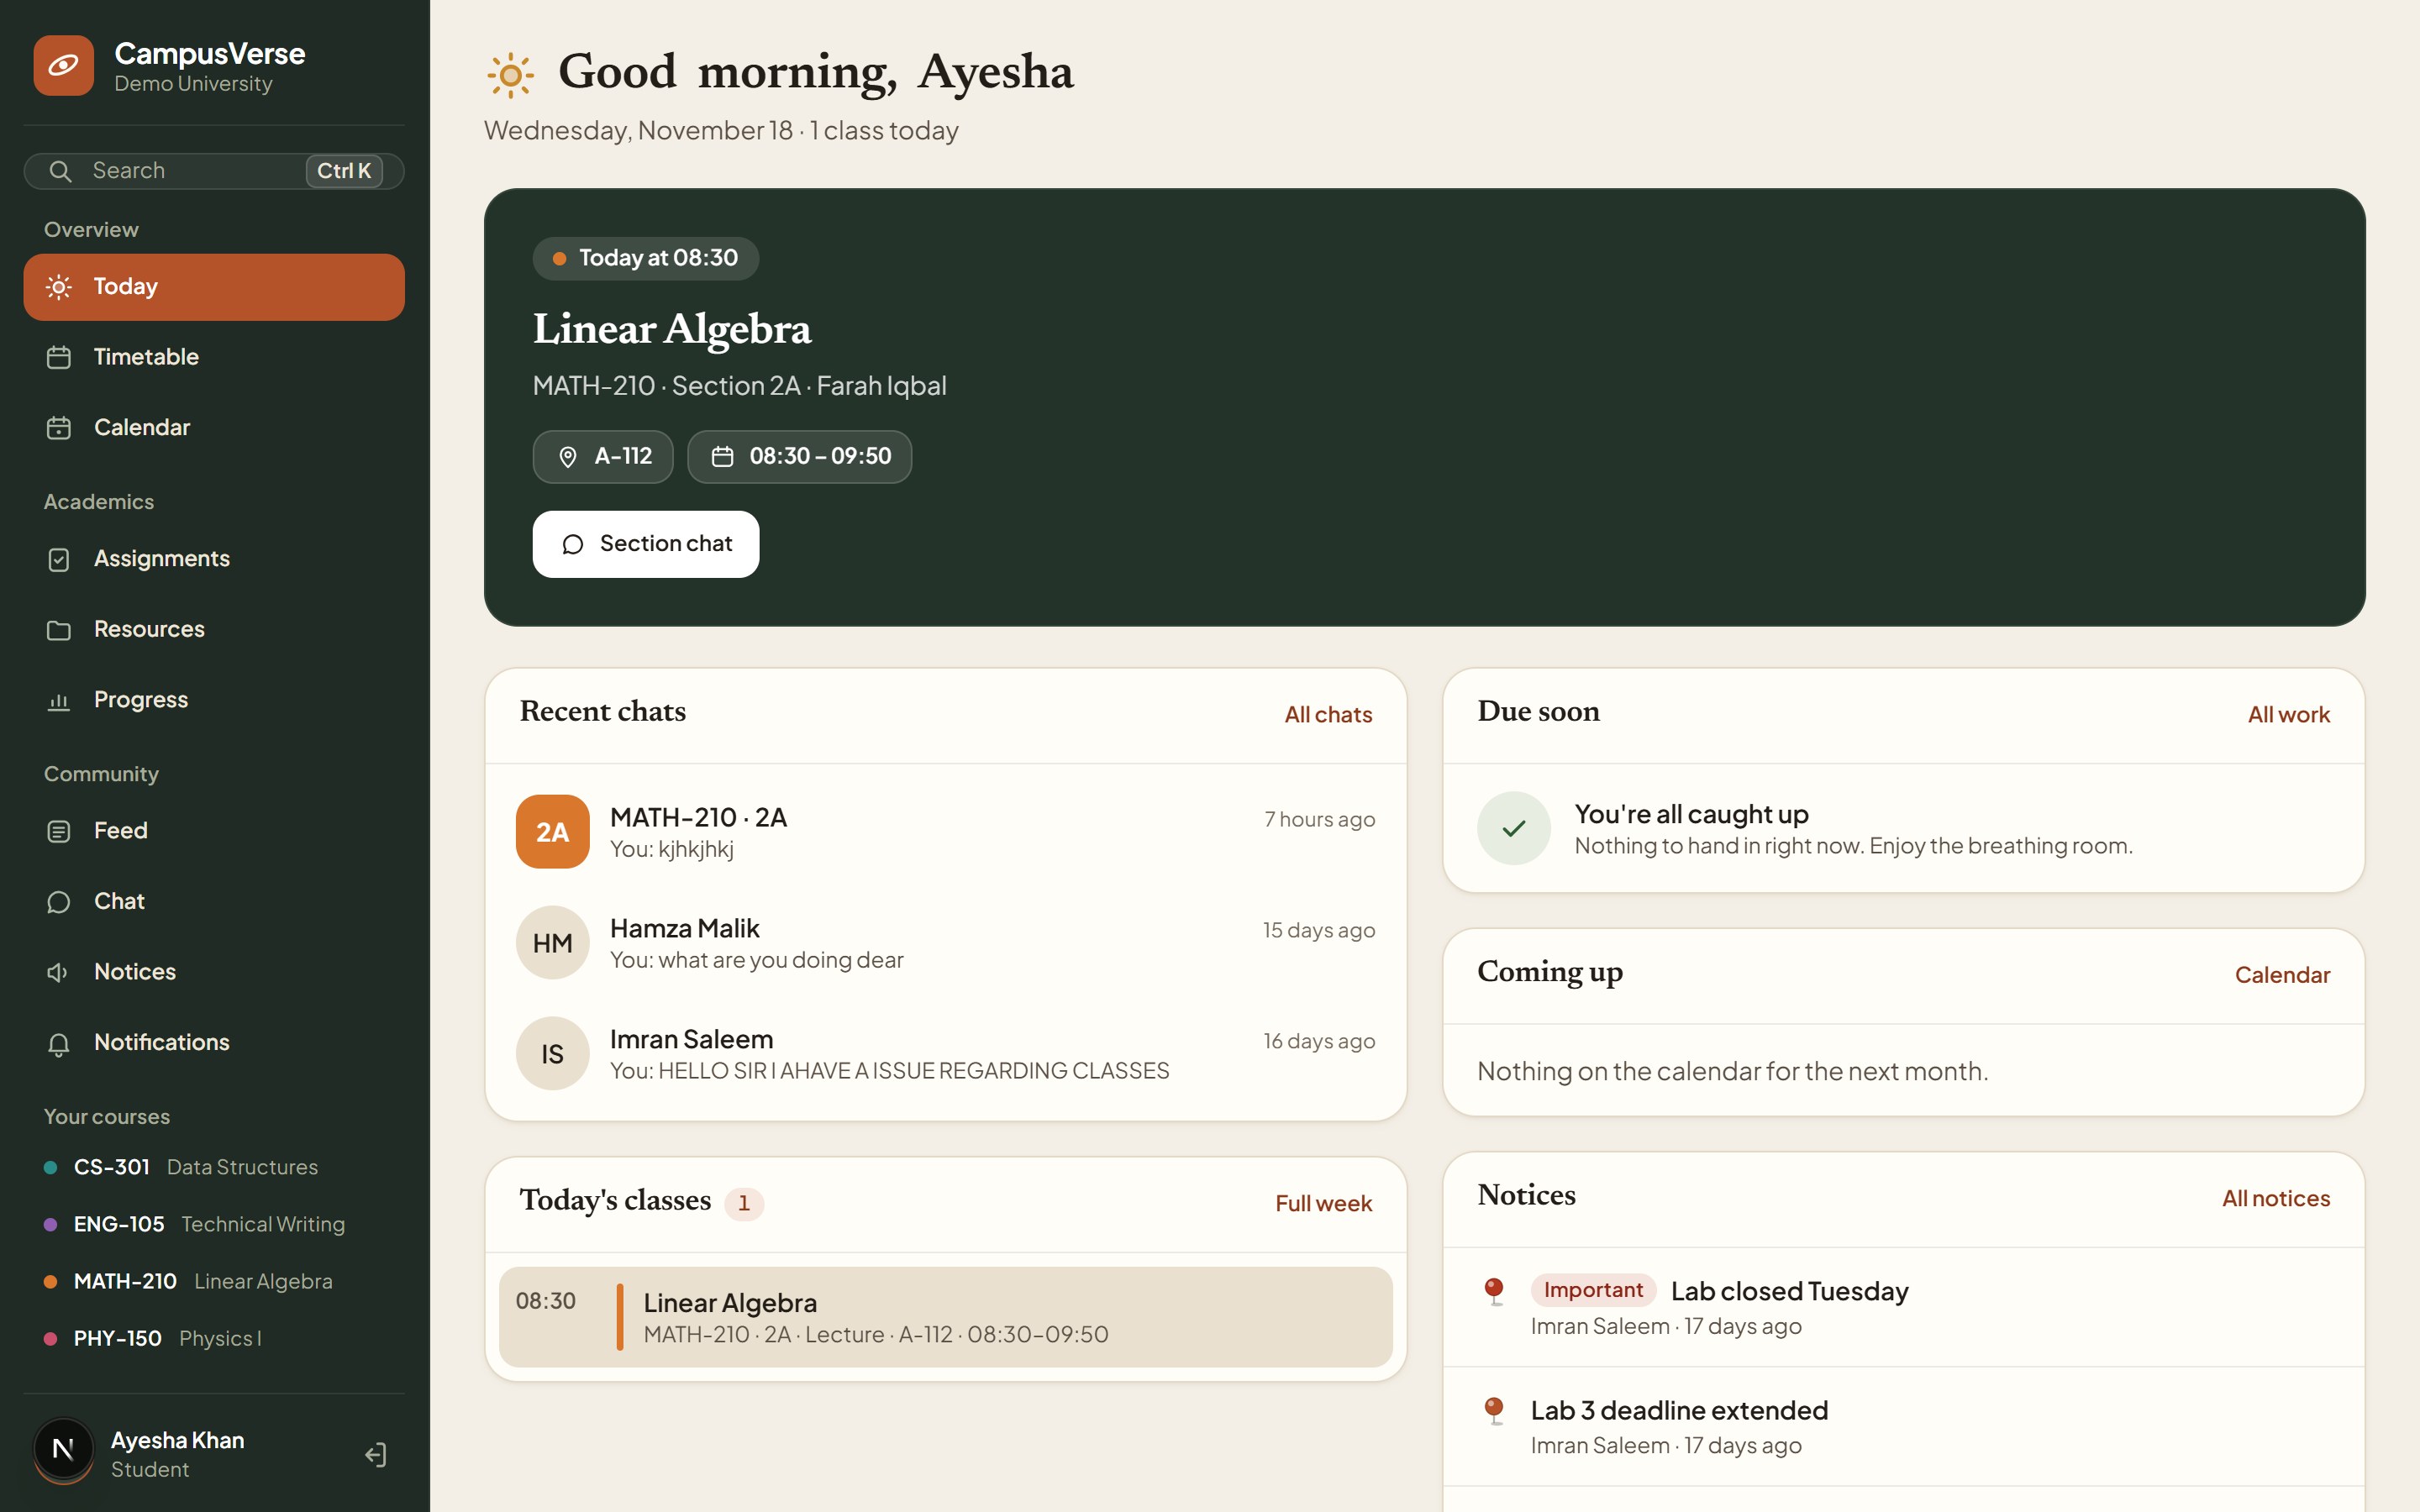 CampusVerse
Demo University
Search
Ctrl K
Overview
Today
Timetable
Calendar
Academics
Assignments
Resources
Progress
Community
Feed
Chat
Notices
Notifications
Your courses
CS-301 Data Structures
ENG-105 Technical Writing
MATH-210 Linear Algebra
PHY-150 Physics I
N
Ayesha Khan
Student
Good morning, Ayesha
Wednesday, November 18 · 1 class today
Today at 08:30
Linear Algebra
MATH-210 · Section 2A · Farah Iqbal
A-112
08:30 – 09:50
Section chat
Recent chats
All chats
2A
MATH-210 · 2A
7 hours ago
You: kjhkjhkj
HM
Hamza Malik
15 days ago
You: what are you doing dear
IS
Imran Saleem
16 days ago
You: HELLO SIR I AHAVE A ISSUE REGARDING CLASSES
Today's classes 1
Full week
08:30
Linear Algebra
MATH-210 · 2A · Lecture · A-112 · 08:30–09:50
Due soon
All work
You're all caught up
Nothing to hand in right now. Enjoy the breathing room.
Coming up
Calendar
Nothing on the calendar for the next month.
Notices
All notices
Important Lab closed Tuesday
Imran Saleem · 17 days ago
Lab 3 deadline extended
Imran Saleem · 17 days ago